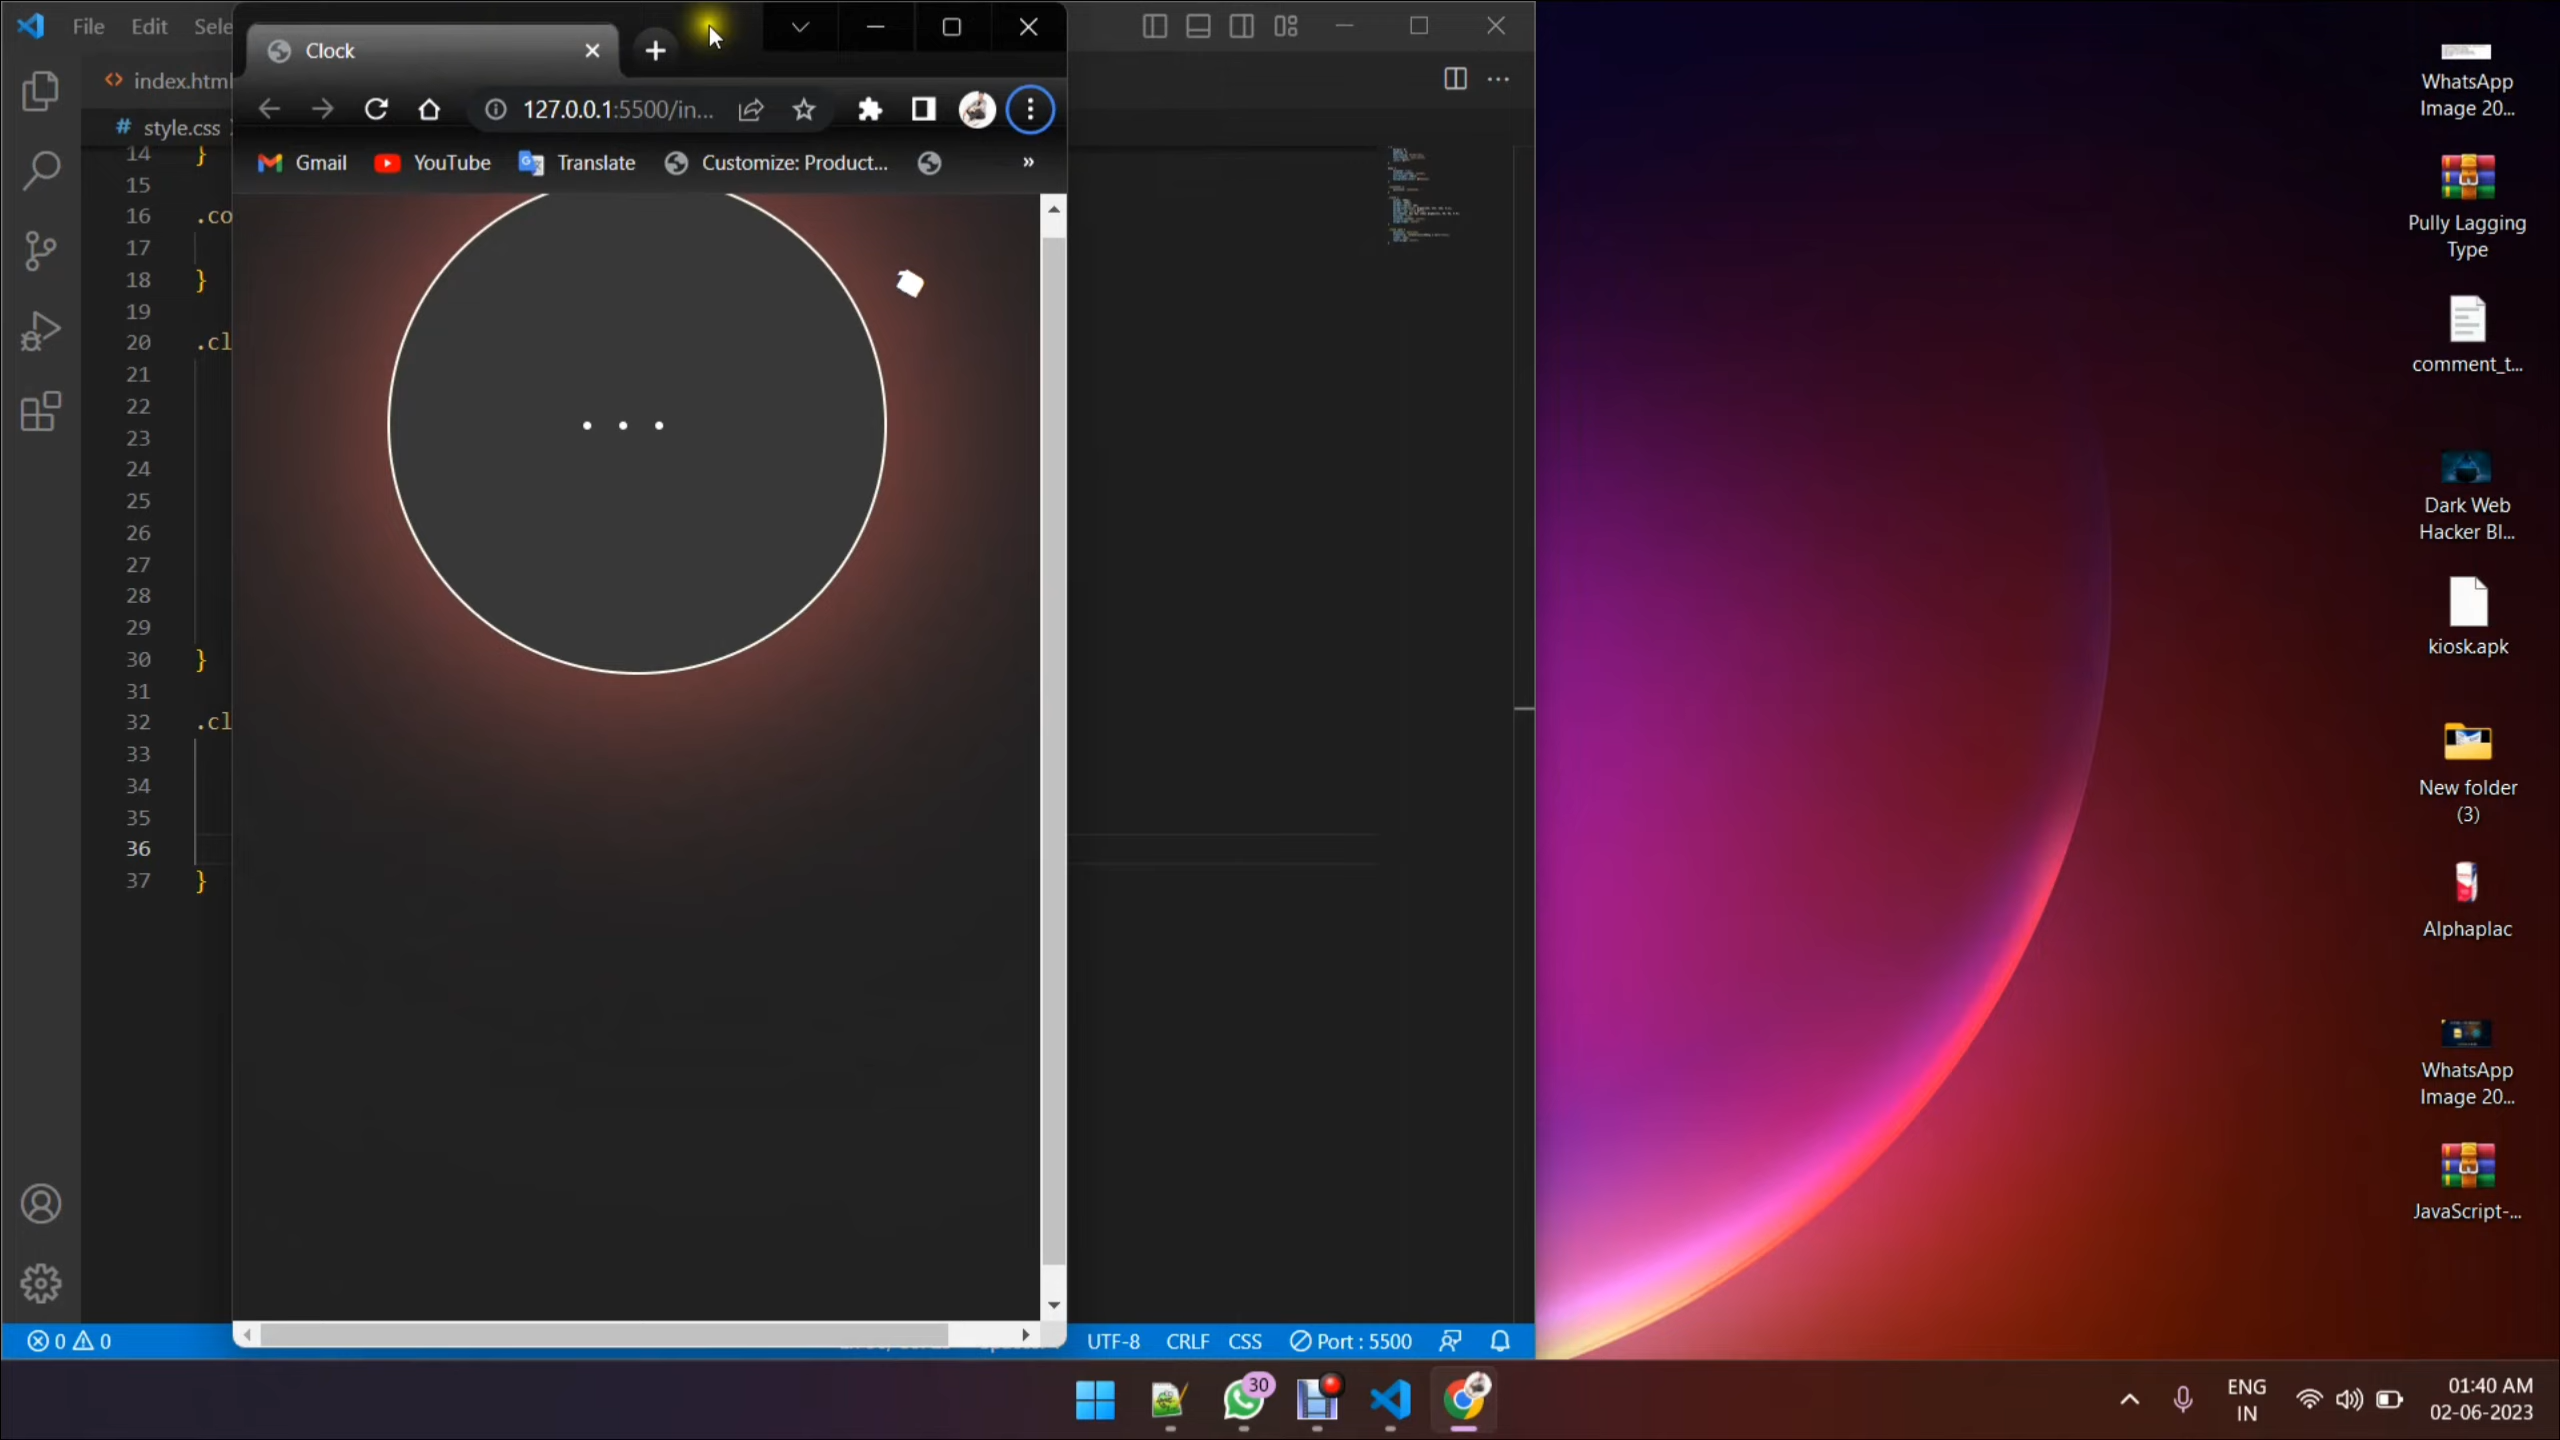 File Edit Sele
Clock
index.html
127.0.0.1:5500/in...
style.css
Gmail YouTube Translate Customize: Product... »
14 }
15
16 .co
17
18 }
19
20 .cl
21
22
23
24
25
26
27
28
29
30 }
31
32 .cl
33
34
35
36
37 }
0 0
UTF-8 CRLF CSS Port : 5500
WhatsApp
Image 20...
Pully Lagging
Type
comment_t...
Dark Web
Hacker Bl...
kiosk.apk
New folder
(3)
Alphaplac
WhatsApp
Image 20...
JavaScript-...
30
ENG
IN
01:40 AM
02-06-2023